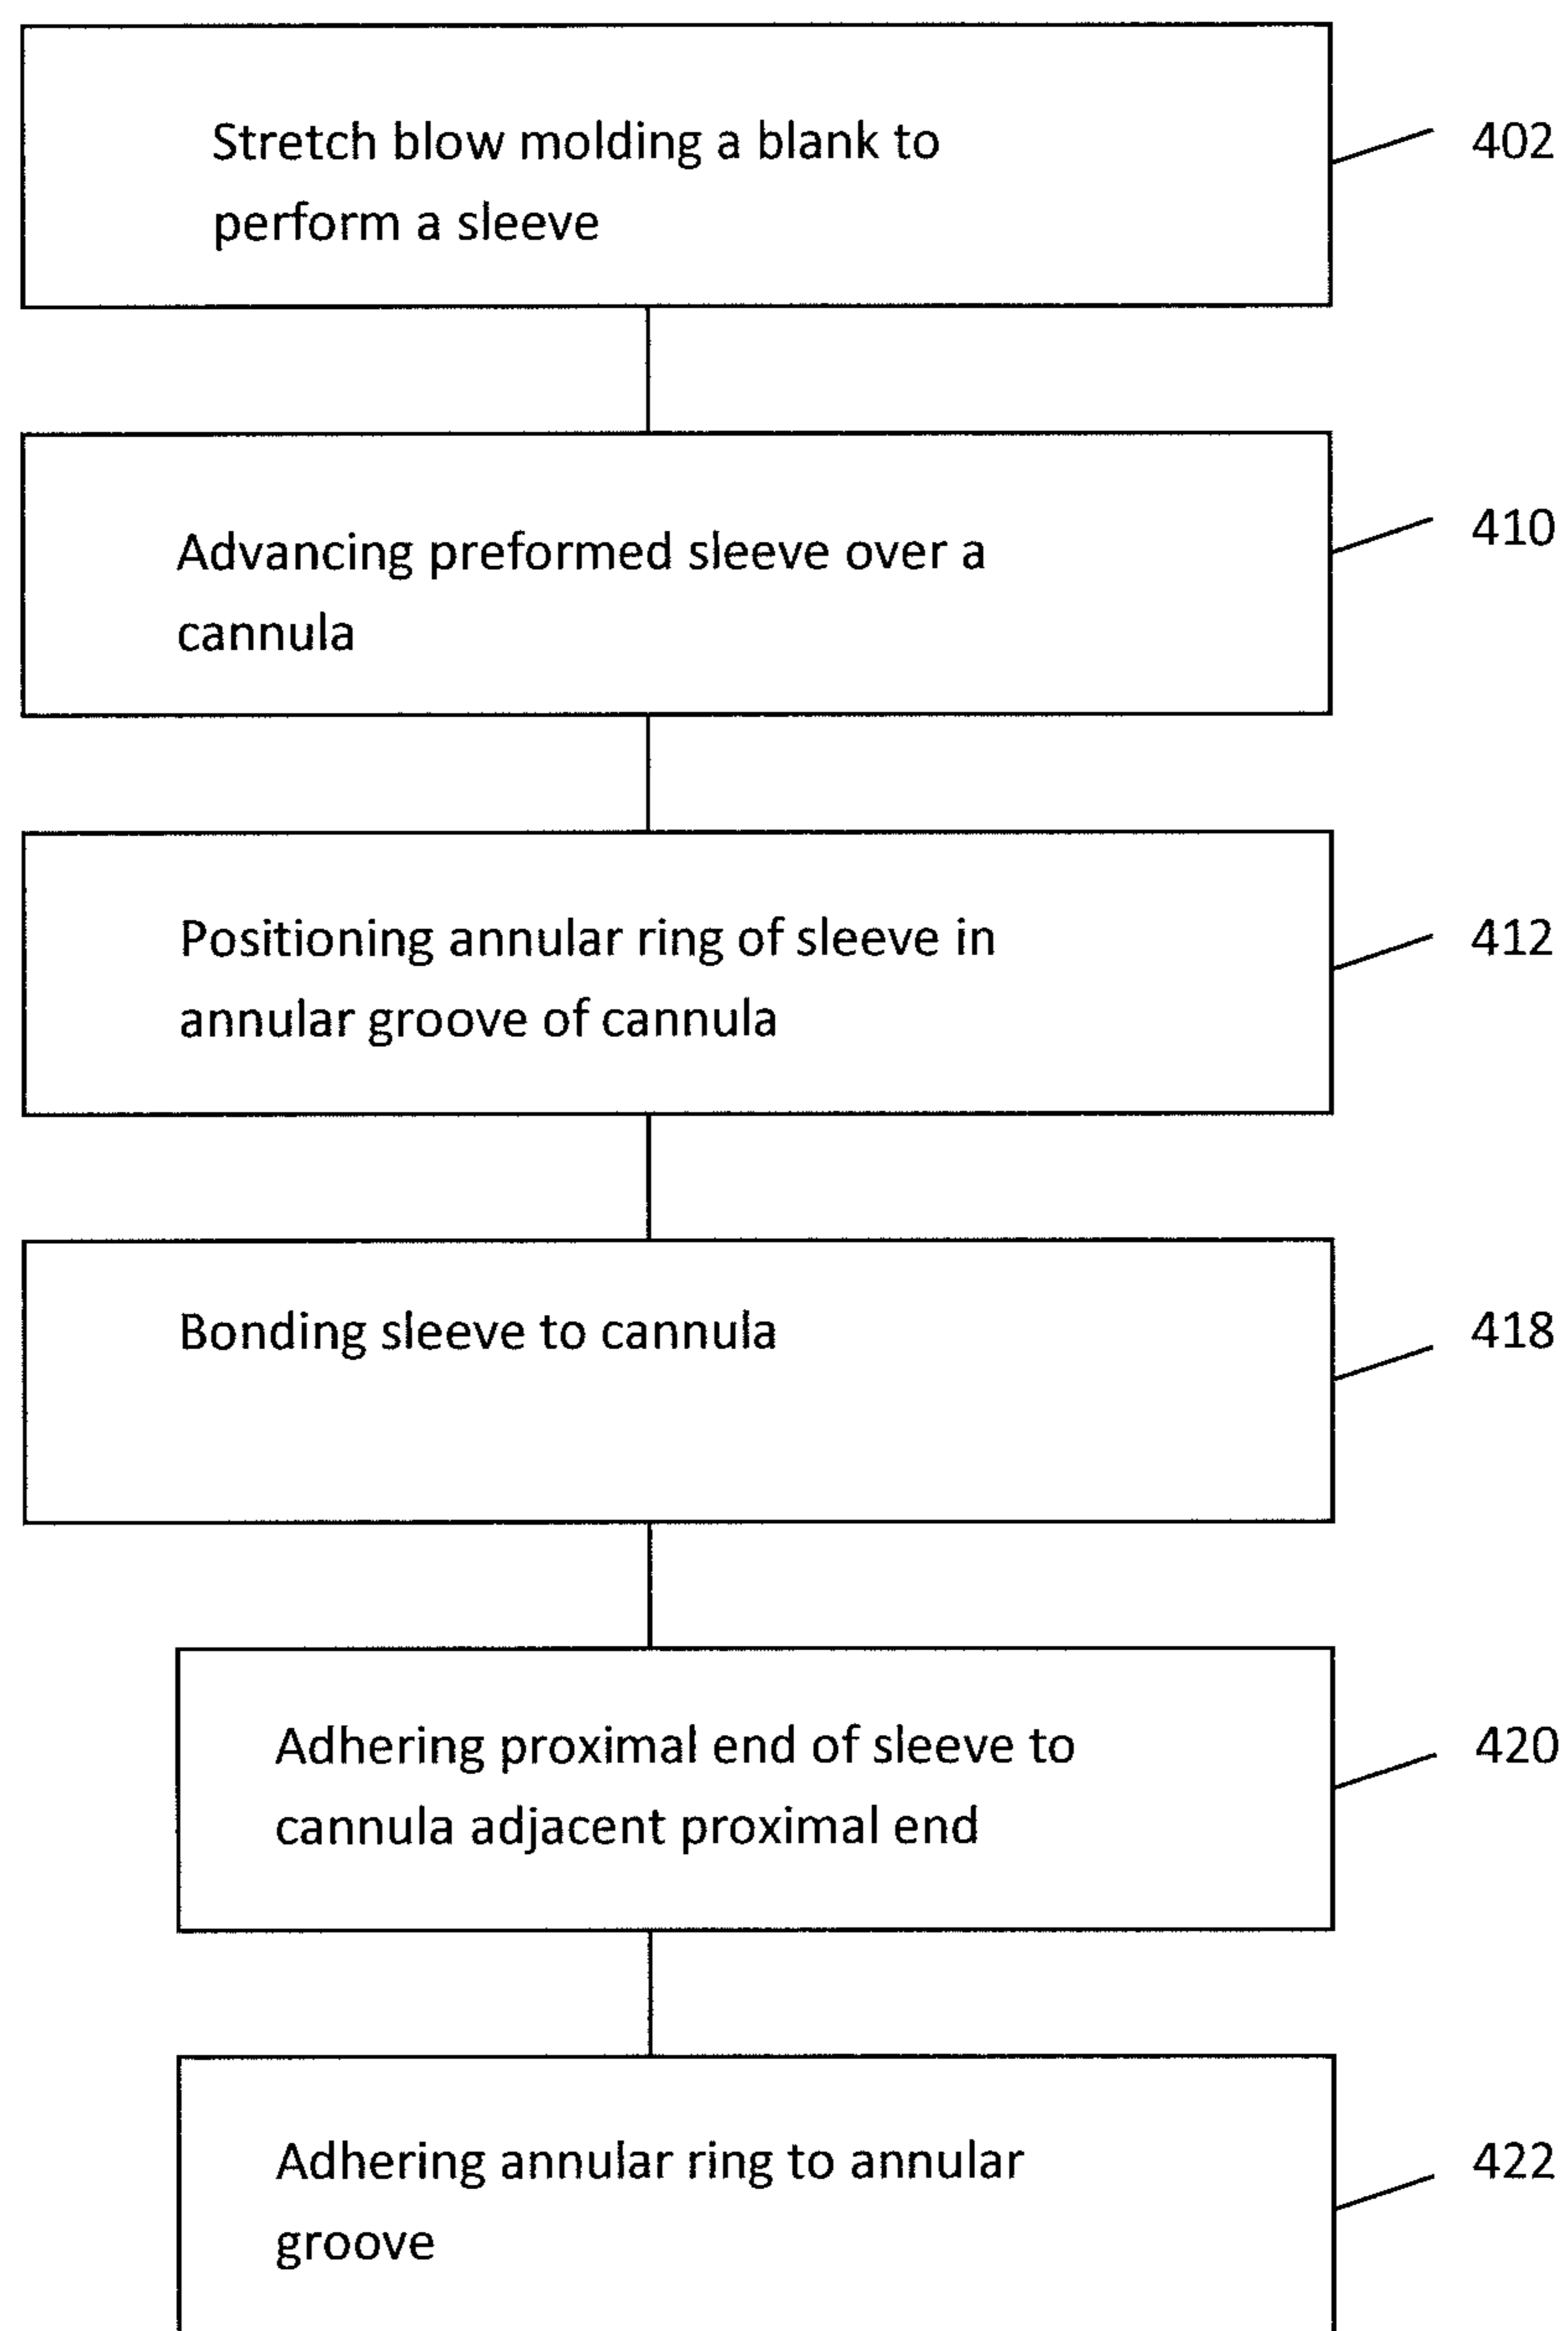 Stretch blow molding a blank to
perform a sleeve
402
Advancing preformed sleeve over a
cannula
410
Positioning annular ring of sleeve in
annular groove of cannula
412
Bonding sleeve to cannula
418
Adhering proximal end of sleeve to
cannula adjacent proximal end
420
Adhering annular ring to annular
groove
422